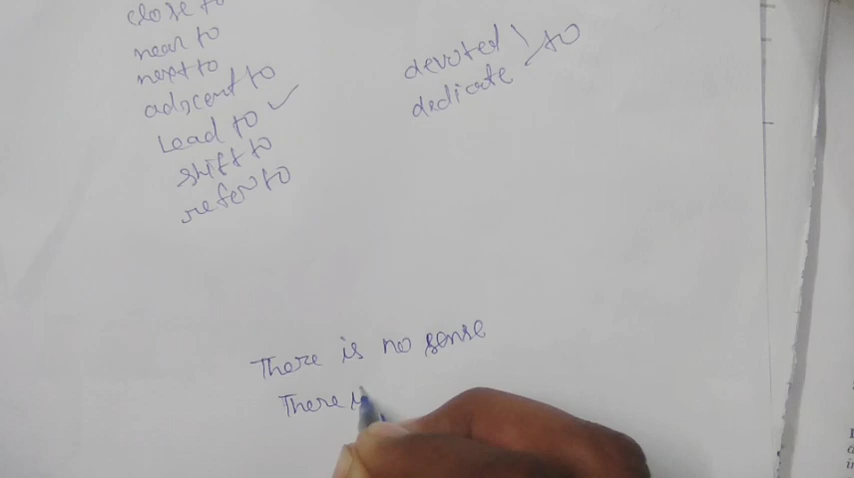 close to
near to
next to
adjcent to
Lead to ✓
shift to
refer to
devoted
dedicate
to
There is no sense
There i